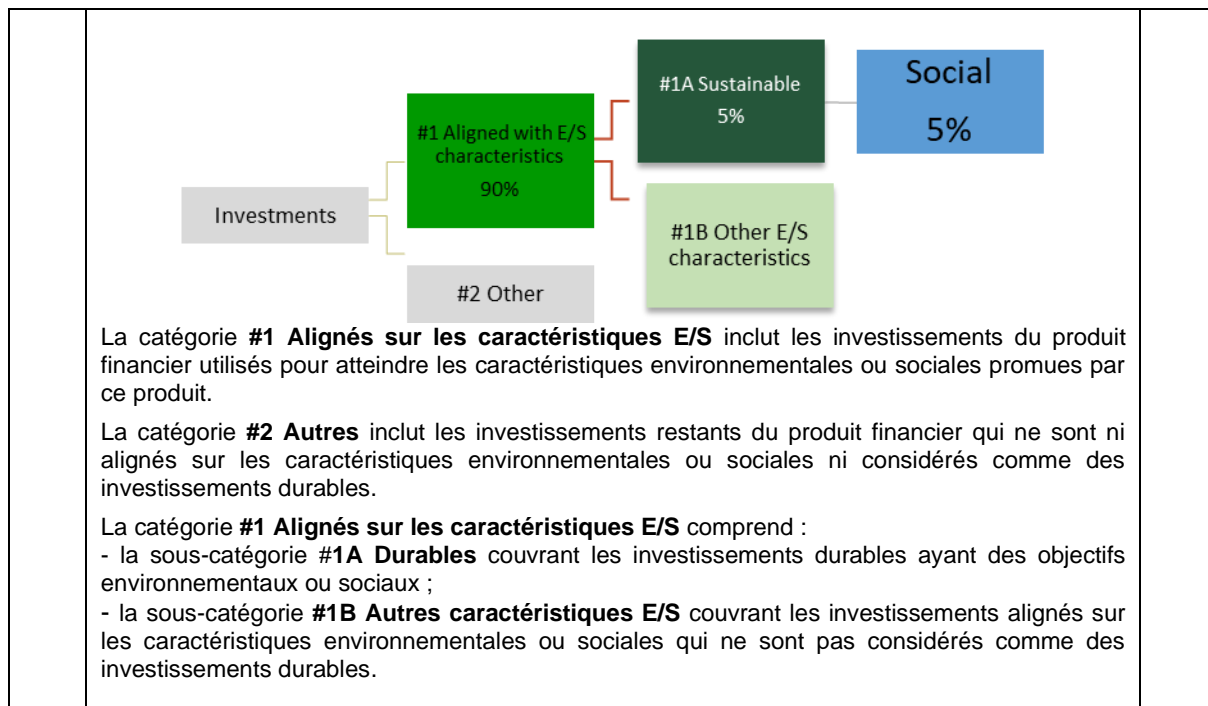 Social
5%
#1A Sustainable
5%
#1 Aligned with E/S
characteristics
90%
Investments
#1B Other E/S
characteristics
#2 Other
La catégorie #1 Alignés sur les caractéristiques E/S inclut les investissements du produit
financier utilisés pour atteindre les caractéristiques environnementales ou sociales promues par
ce produit.
La catégorie #2 Autres inclut les investissements restants du produit financier qui ne sont ni
alignés sur les caractéristiques environnementales ou sociales ni considérés comme des
investissements durables.
La catégorie #1 Alignés sur les caractéristiques E/S comprend :
- la sous-catégorie #1A Durables couvrant les investissements durables ayant des objectifs
environnementaux ou sociaux ;
- la sous-catégorie #1B Autres caractéristiques E/S couvrant les investissements alignés sur
les caractéristiques environnementales ou sociales qui ne sont pas considérés comme des
investissements durables.